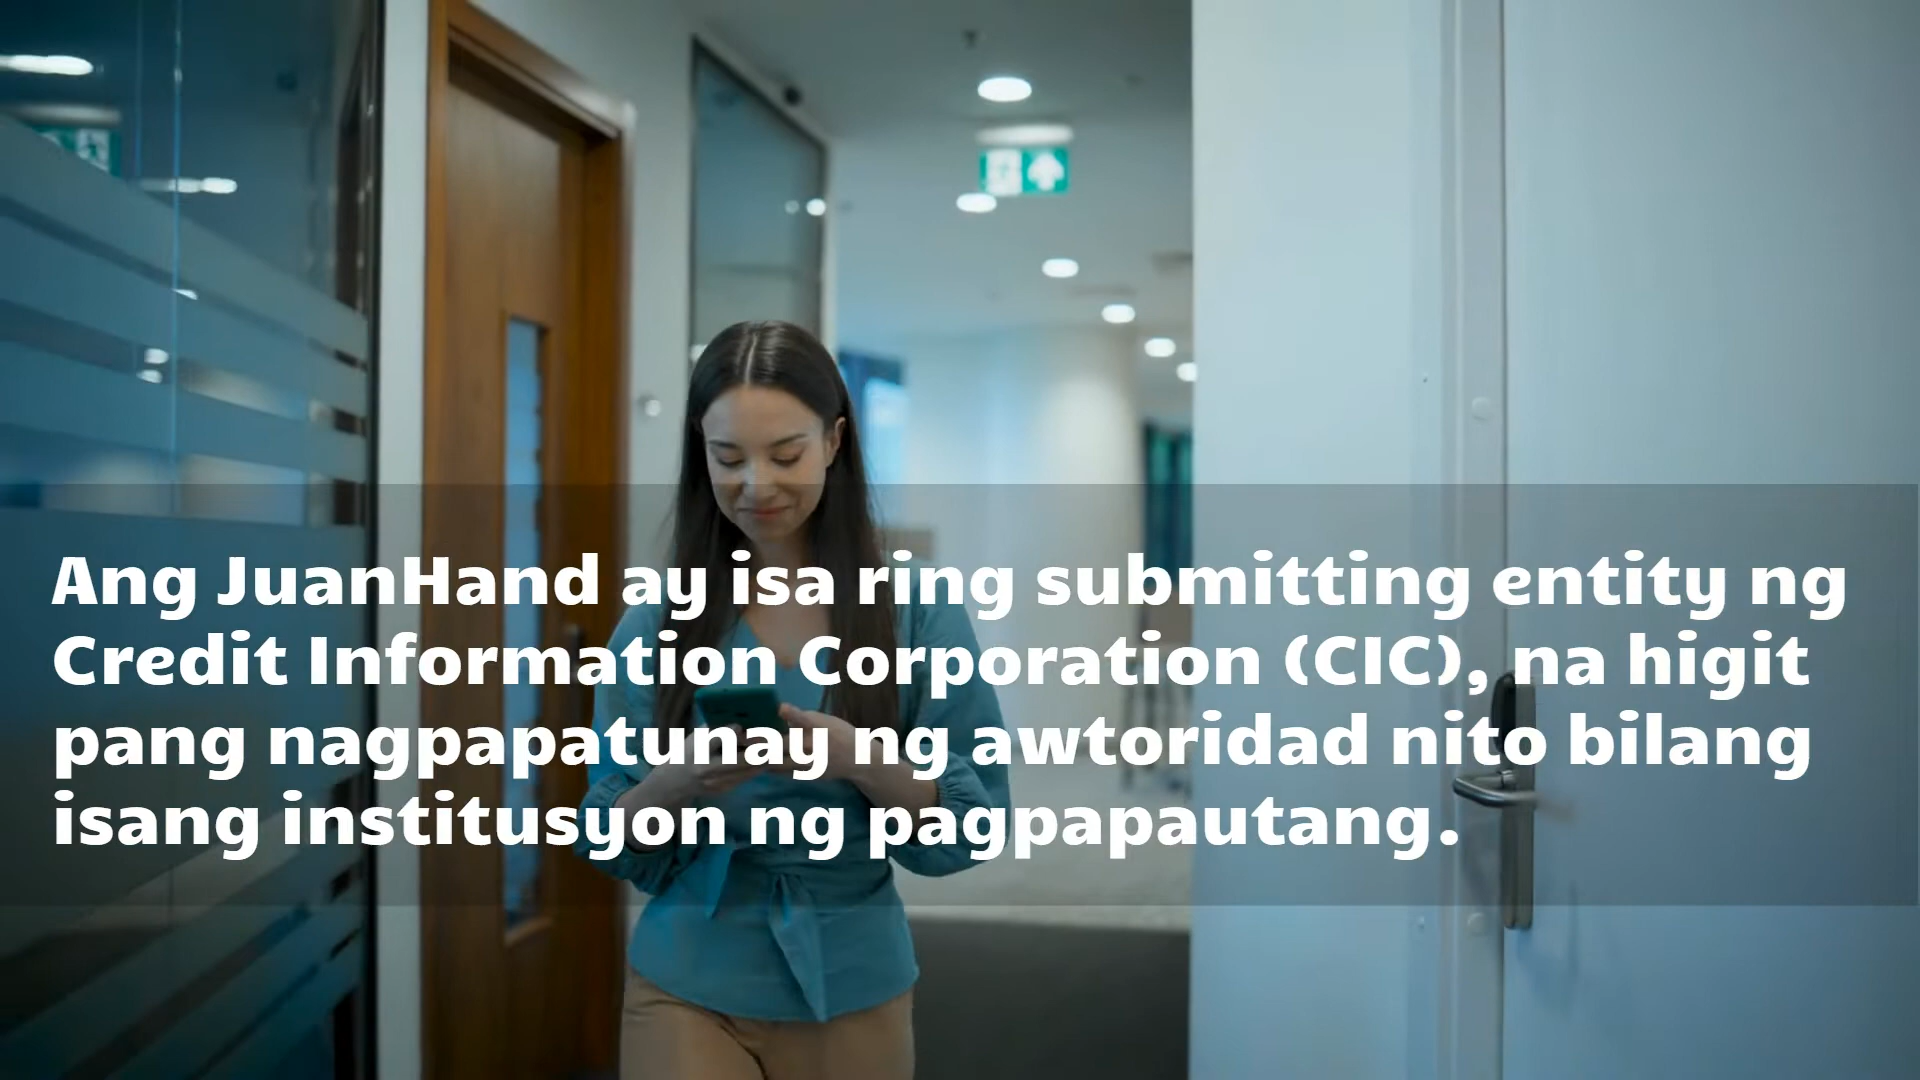 Ang JuanHand ay isa ring submitting entity ng
Credit Information Corporation (CIC), na higit
pang nagpapatunay ng awtoridad nito bilang
isang institusyon ng pagpapautang.